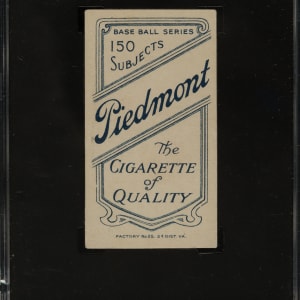 BASE BALL SERIES
150
SUBJECTS
Piedmont
The
CIGARETTE
of
QUALITY
FACTORY No 25, 2nd DIST. VA.